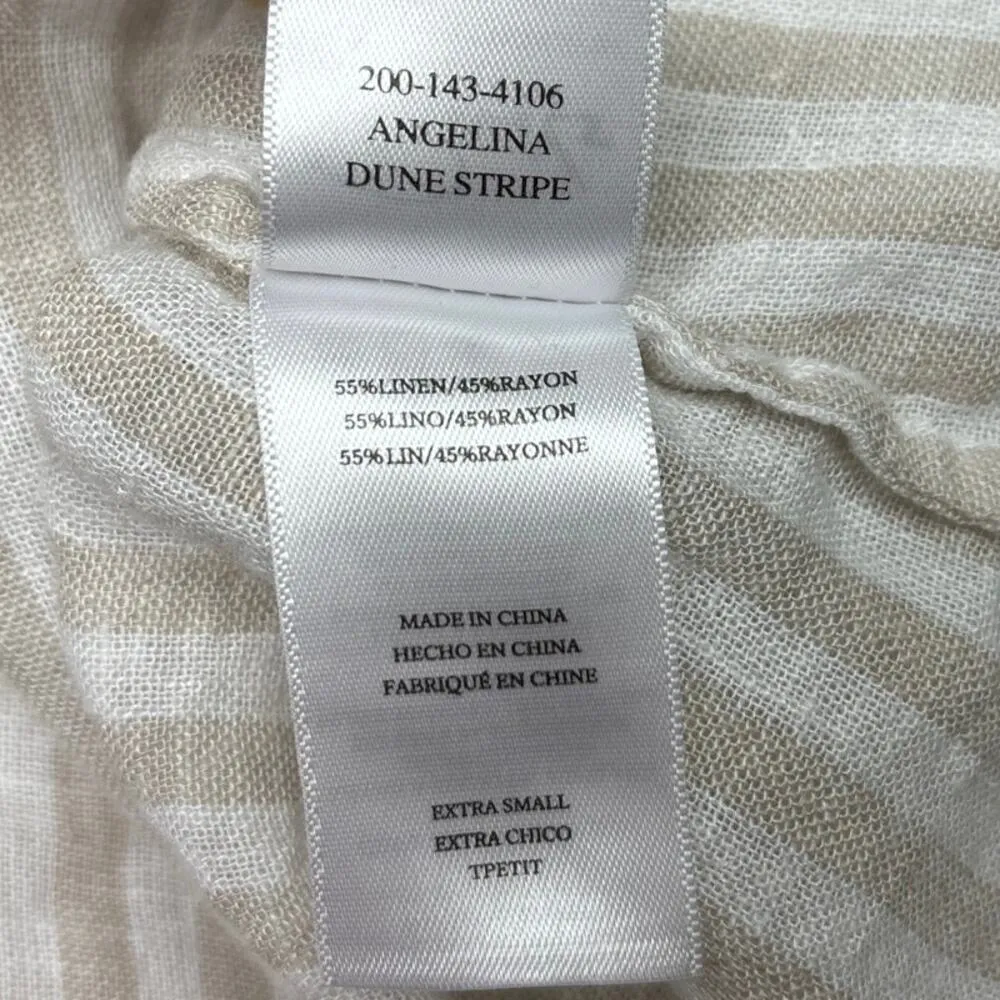 200-143-4106
ANGELINA
DUNE STRIPE
55%LINEN/45%RAYON
55%LINO/45%RAYON
55%LIN/45%RAYONNE
MADE IN CHINA
HECHO EN CHINA
FABRIQUÉ EN CHINE
EXTRA SMALL
EXTRA CHICO
TPETIT